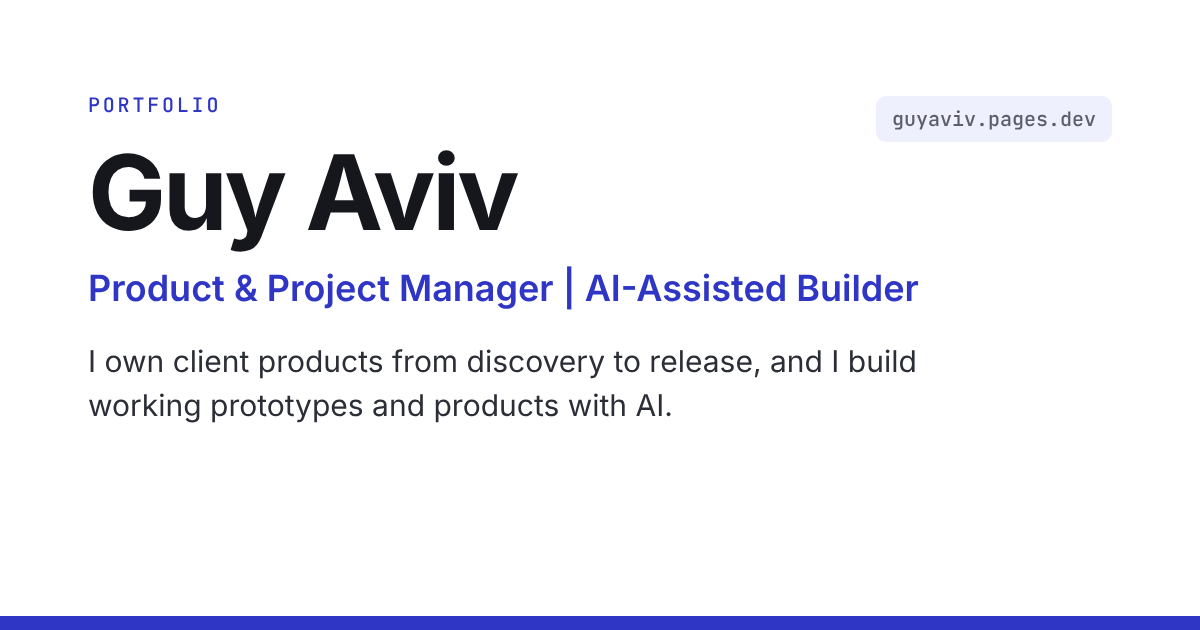 PORTFOLIO
guyaviv.pages.dev
Guy Aviv
Product & Project Manager | AI-Assisted Builder
I own client products from discovery to release, and I build
working prototypes and products with AI.